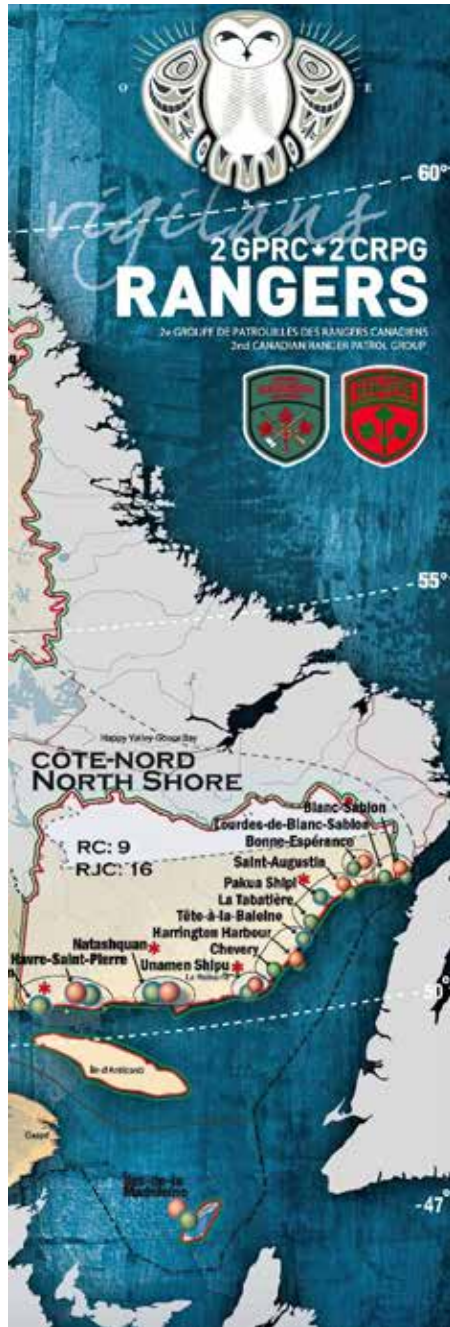 O
E
vigilans
60°
2 GPRC 2 CRPG
RANGERS
2e GROUPE DE PATROUILLES DES RANGERS CANADIENS
2nd CANADIAN RANGER PATROL GROUP
55°
Happy Valley-Goose Bay
CÔTE-NORD
NORTH SHORE
RC: 9
RJC: 16
Blanc-Sablon
Lourdes-de-Blanc-Sablon
Bonne-Espérance
Saint-Augustin
Pakua Shipi *
La Tabatière
Tête-à-la-Baleine
Harrington Harbour
Chevery
Natashquan *
Havre-Saint-Pierre
Unamen Shipu *
*
50°
Île d'Anticosti
Gaspé
Îles-de-la
Madeleine
47°